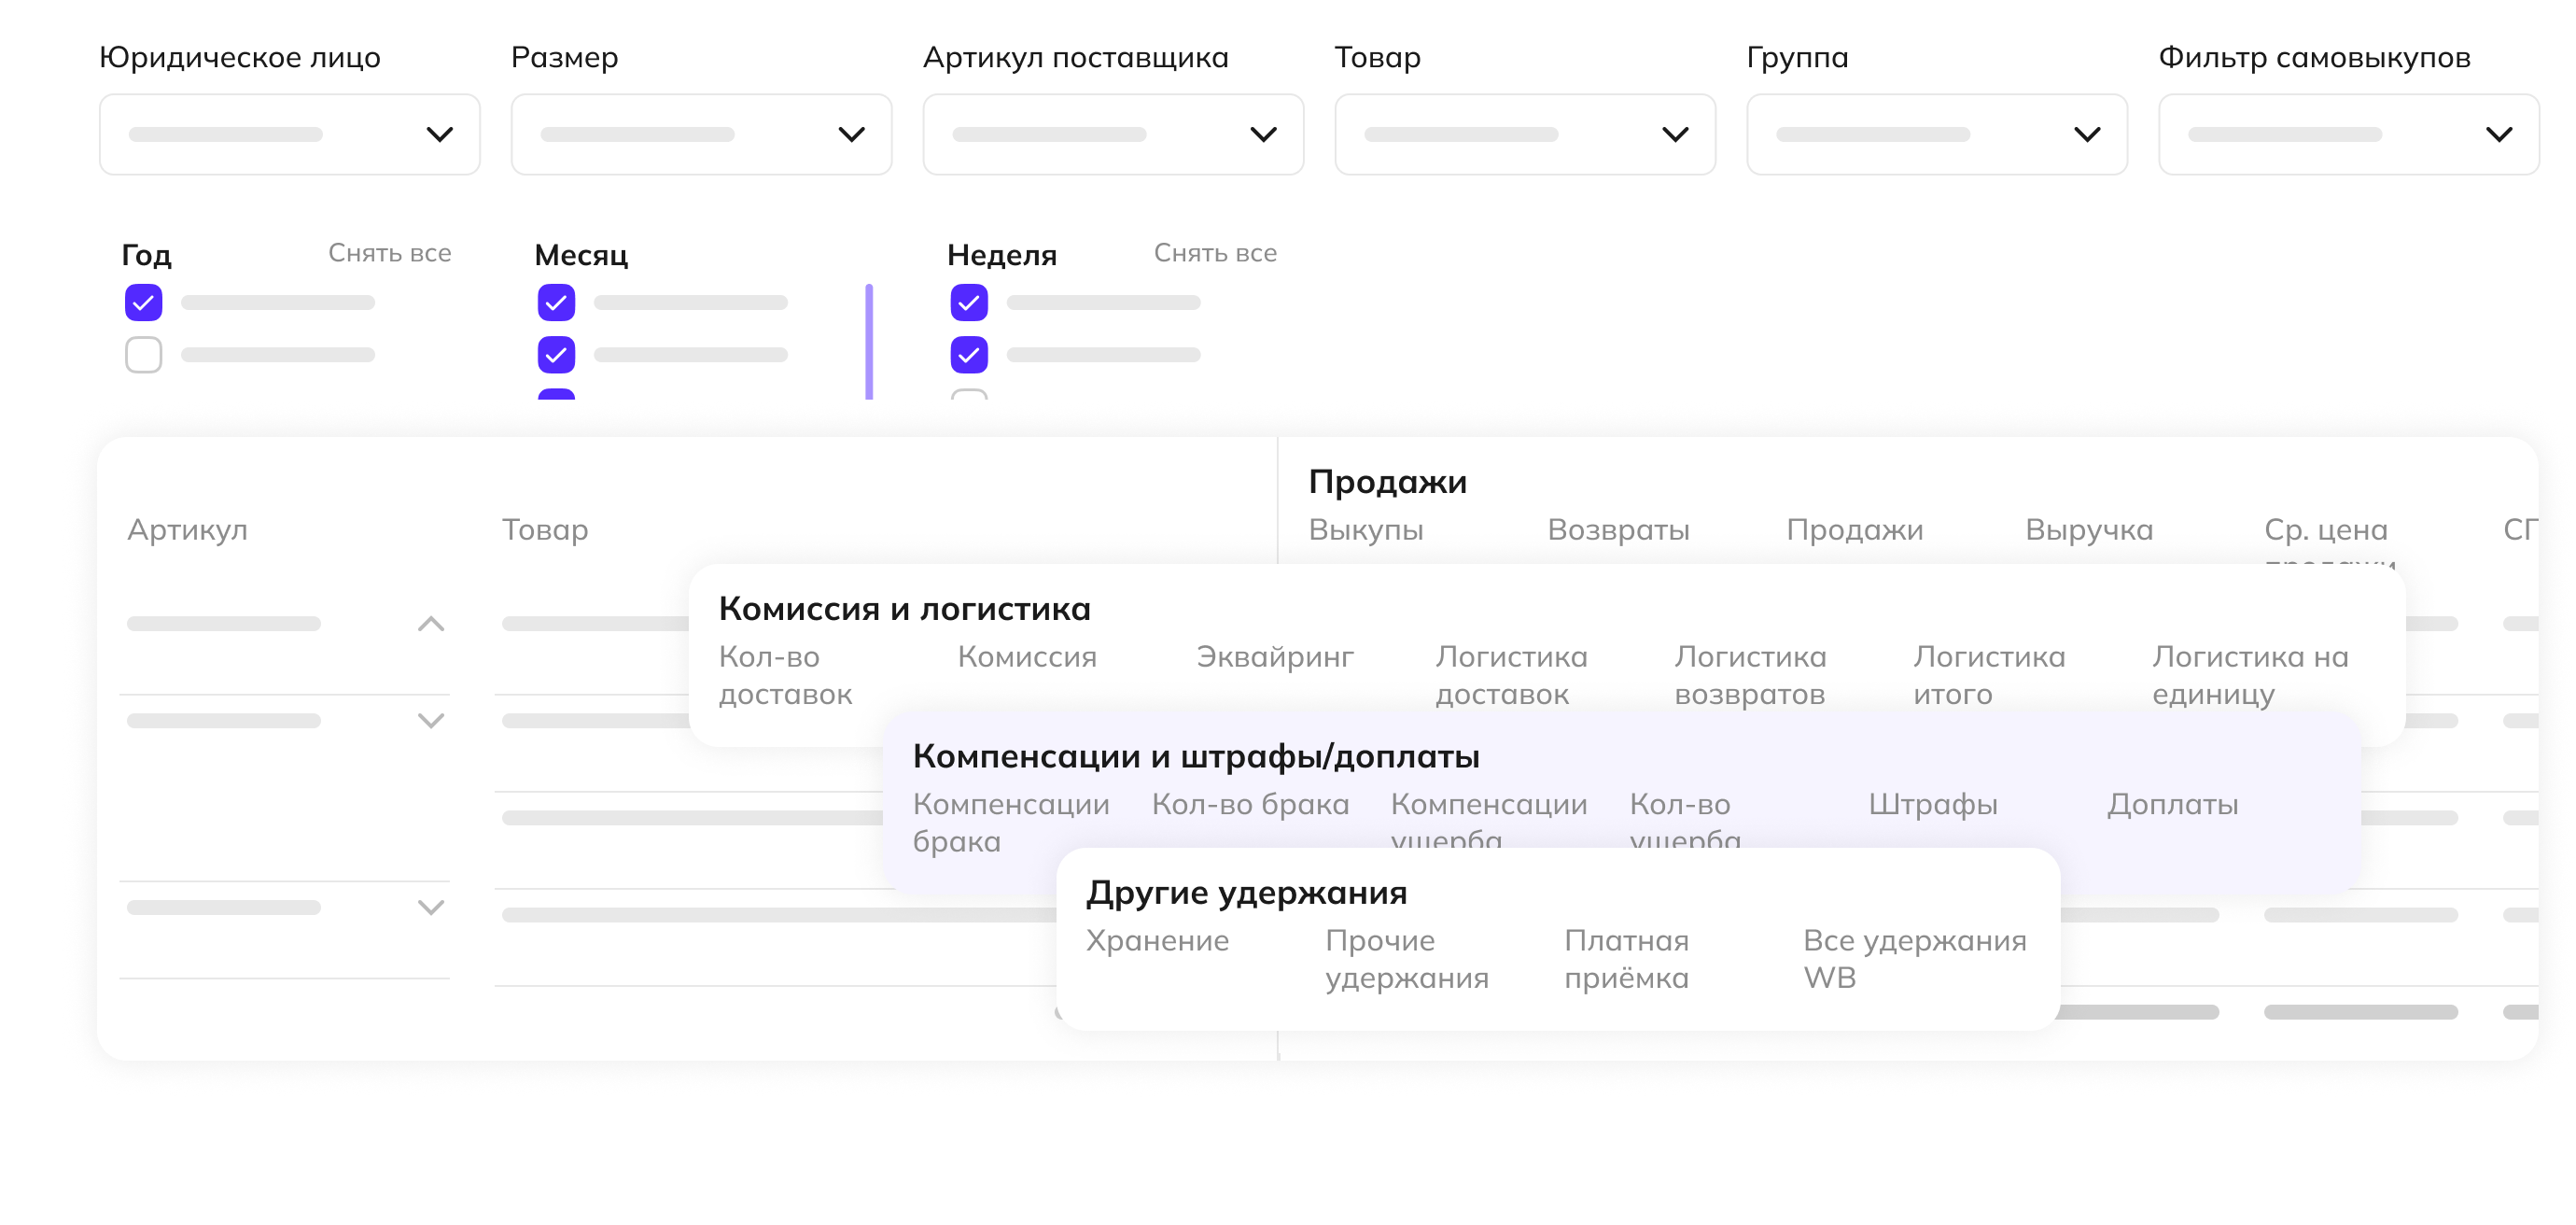 Юридическое лицо
Размер
Артикул поставщика
Товар
Группа
Фильтр самовыкупов
Год
Снять все
Месяц
Неделя
Снять все
Продажи
Артикул
Товар
Выкупы
Возвраты
Продажи
Выручка
Ср. цена
продажи
Комиссия и логистика
Кол-во
доставок
Комиссия
Эквайринг
Логистика
доставок
Логистика
возвратов
Логистика
итого
Логистика на
единицу
Компенсации и штрафы/доплаты
Компенсации
брака
Кол-во брака
Компенсации
ущерба
Кол-во
ущерба
Штрафы
Доплаты
Другие удержания
Хранение
Прочие
удержания
Платная
приёмка
Все удержания
WB